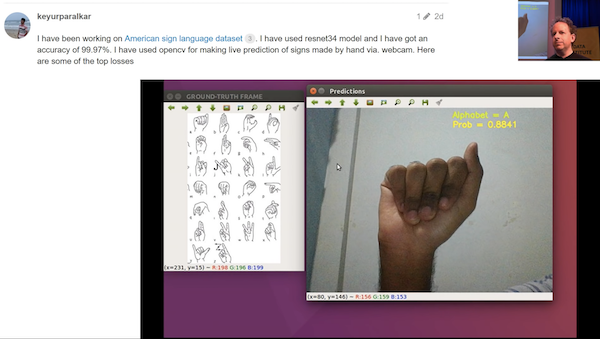 keyurparalkar
1 2d
I have been working on American sign language dataset 3 . I have used resnet34 model and I have got an
accuracy of 99.97%. I have used opencv for making live prediction of signs made by hand via. webcam. Here
are some of the top losses
GROUND-TRUTH FRAME
Predictions
Alphabet = A
Prob = 0.8841
(x=231, y=15) ~ R:198 G:196 B:199
(x=80, y=146) ~ R:156 G:159 B:153